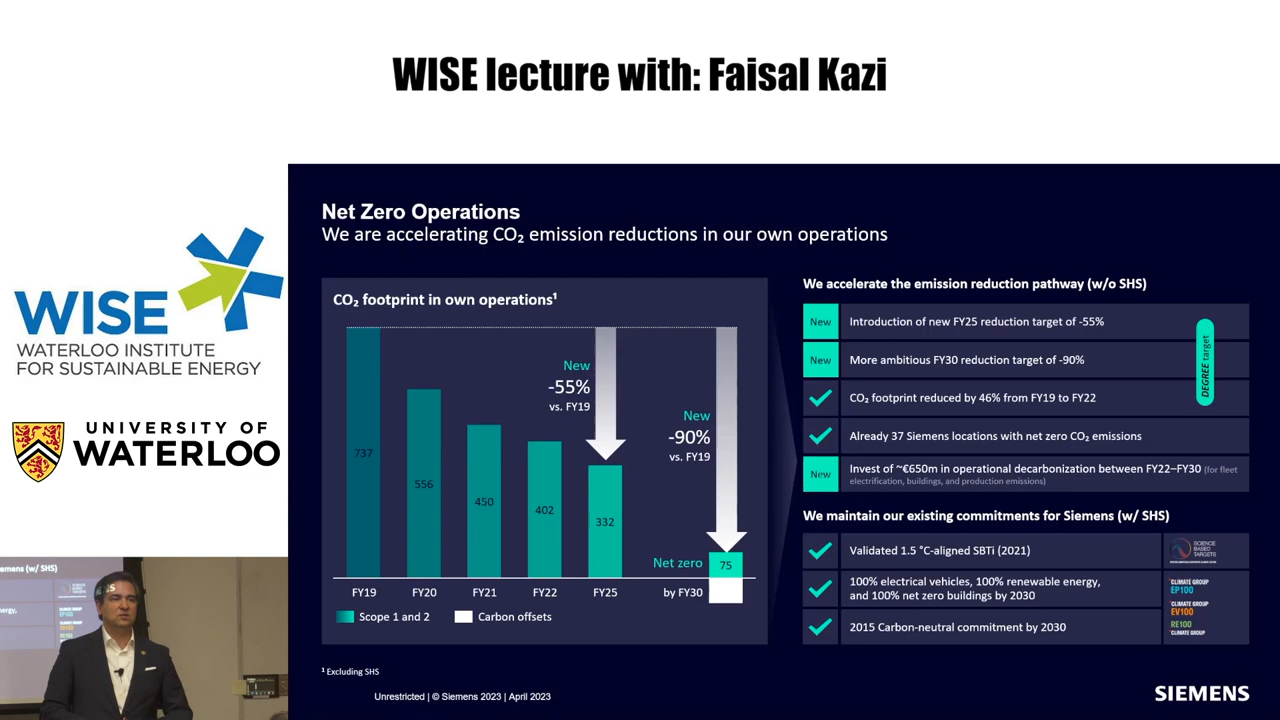 WISE lecture with: Faisal Kazi
WISE
WATERLOO INSTITUTE
FOR SUSTAINABLE ENERGY
UNIVERSITY OF
WATERLOO
Net Zero Operations
We are accelerating CO₂ emission reductions in our own operations
CO₂ footprint in own operations¹
New
-55%
vs. FY19
New
-90%
vs. FY19
737
556
450
402
332
Net zero
75
FY19
FY20
FY21
FY22
FY25
by FY30
Scope 1 and 2
Carbon offsets
¹ Excluding SHS
We accelerate the emission reduction pathway (w/o SHS)
New
Introduction of new FY25 reduction target of -55%
New
More ambitious FY30 reduction target of -90%
DEGREE target
CO₂ footprint reduced by 46% from FY19 to FY22
Already 37 Siemens locations with net zero CO₂ emissions
New
Invest of ~€650m in operational decarbonization between FY22–FY30 (for fleet
electrification, buildings, and production emissions)
We maintain our existing commitments for Siemens (w/ SHS)
Validated 1.5 °C-aligned SBTi (2021)
SCIENCE
BASED
TARGETS
100% electrical vehicles, 100% renewable energy,
and 100% net zero buildings by 2030
°CLIMATE GROUP
EP100
°CLIMATE GROUP
EV100
RE100
°CLIMATE GROUP
2015 Carbon-neutral commitment by 2030
Unrestricted | © Siemens 2023 | April 2023
SIEMENS
emens (w/ SHS)